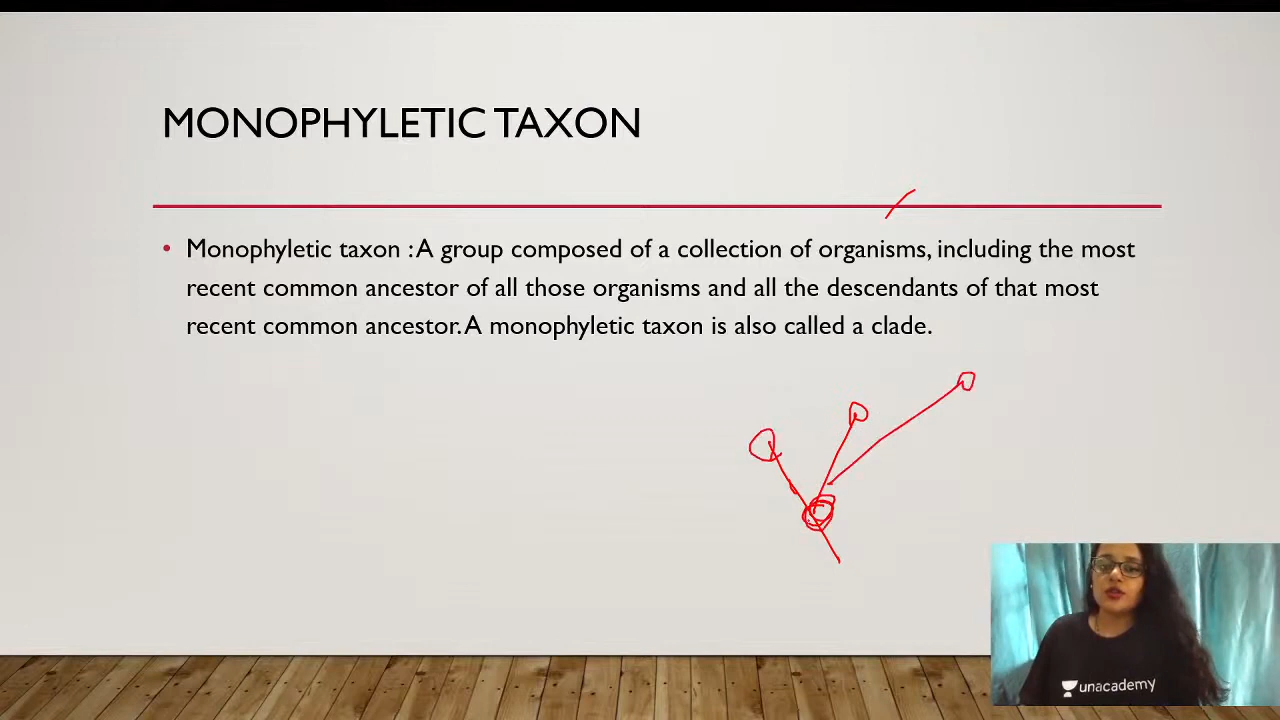 MONOPHYLETIC TAXON
• Monophyletic taxon : A group composed of a collection of organisms, including the most
recent common ancestor of all those organisms and all the descendants of that most
recent common ancestor. A monophyletic taxon is also called a clade.
unacademy